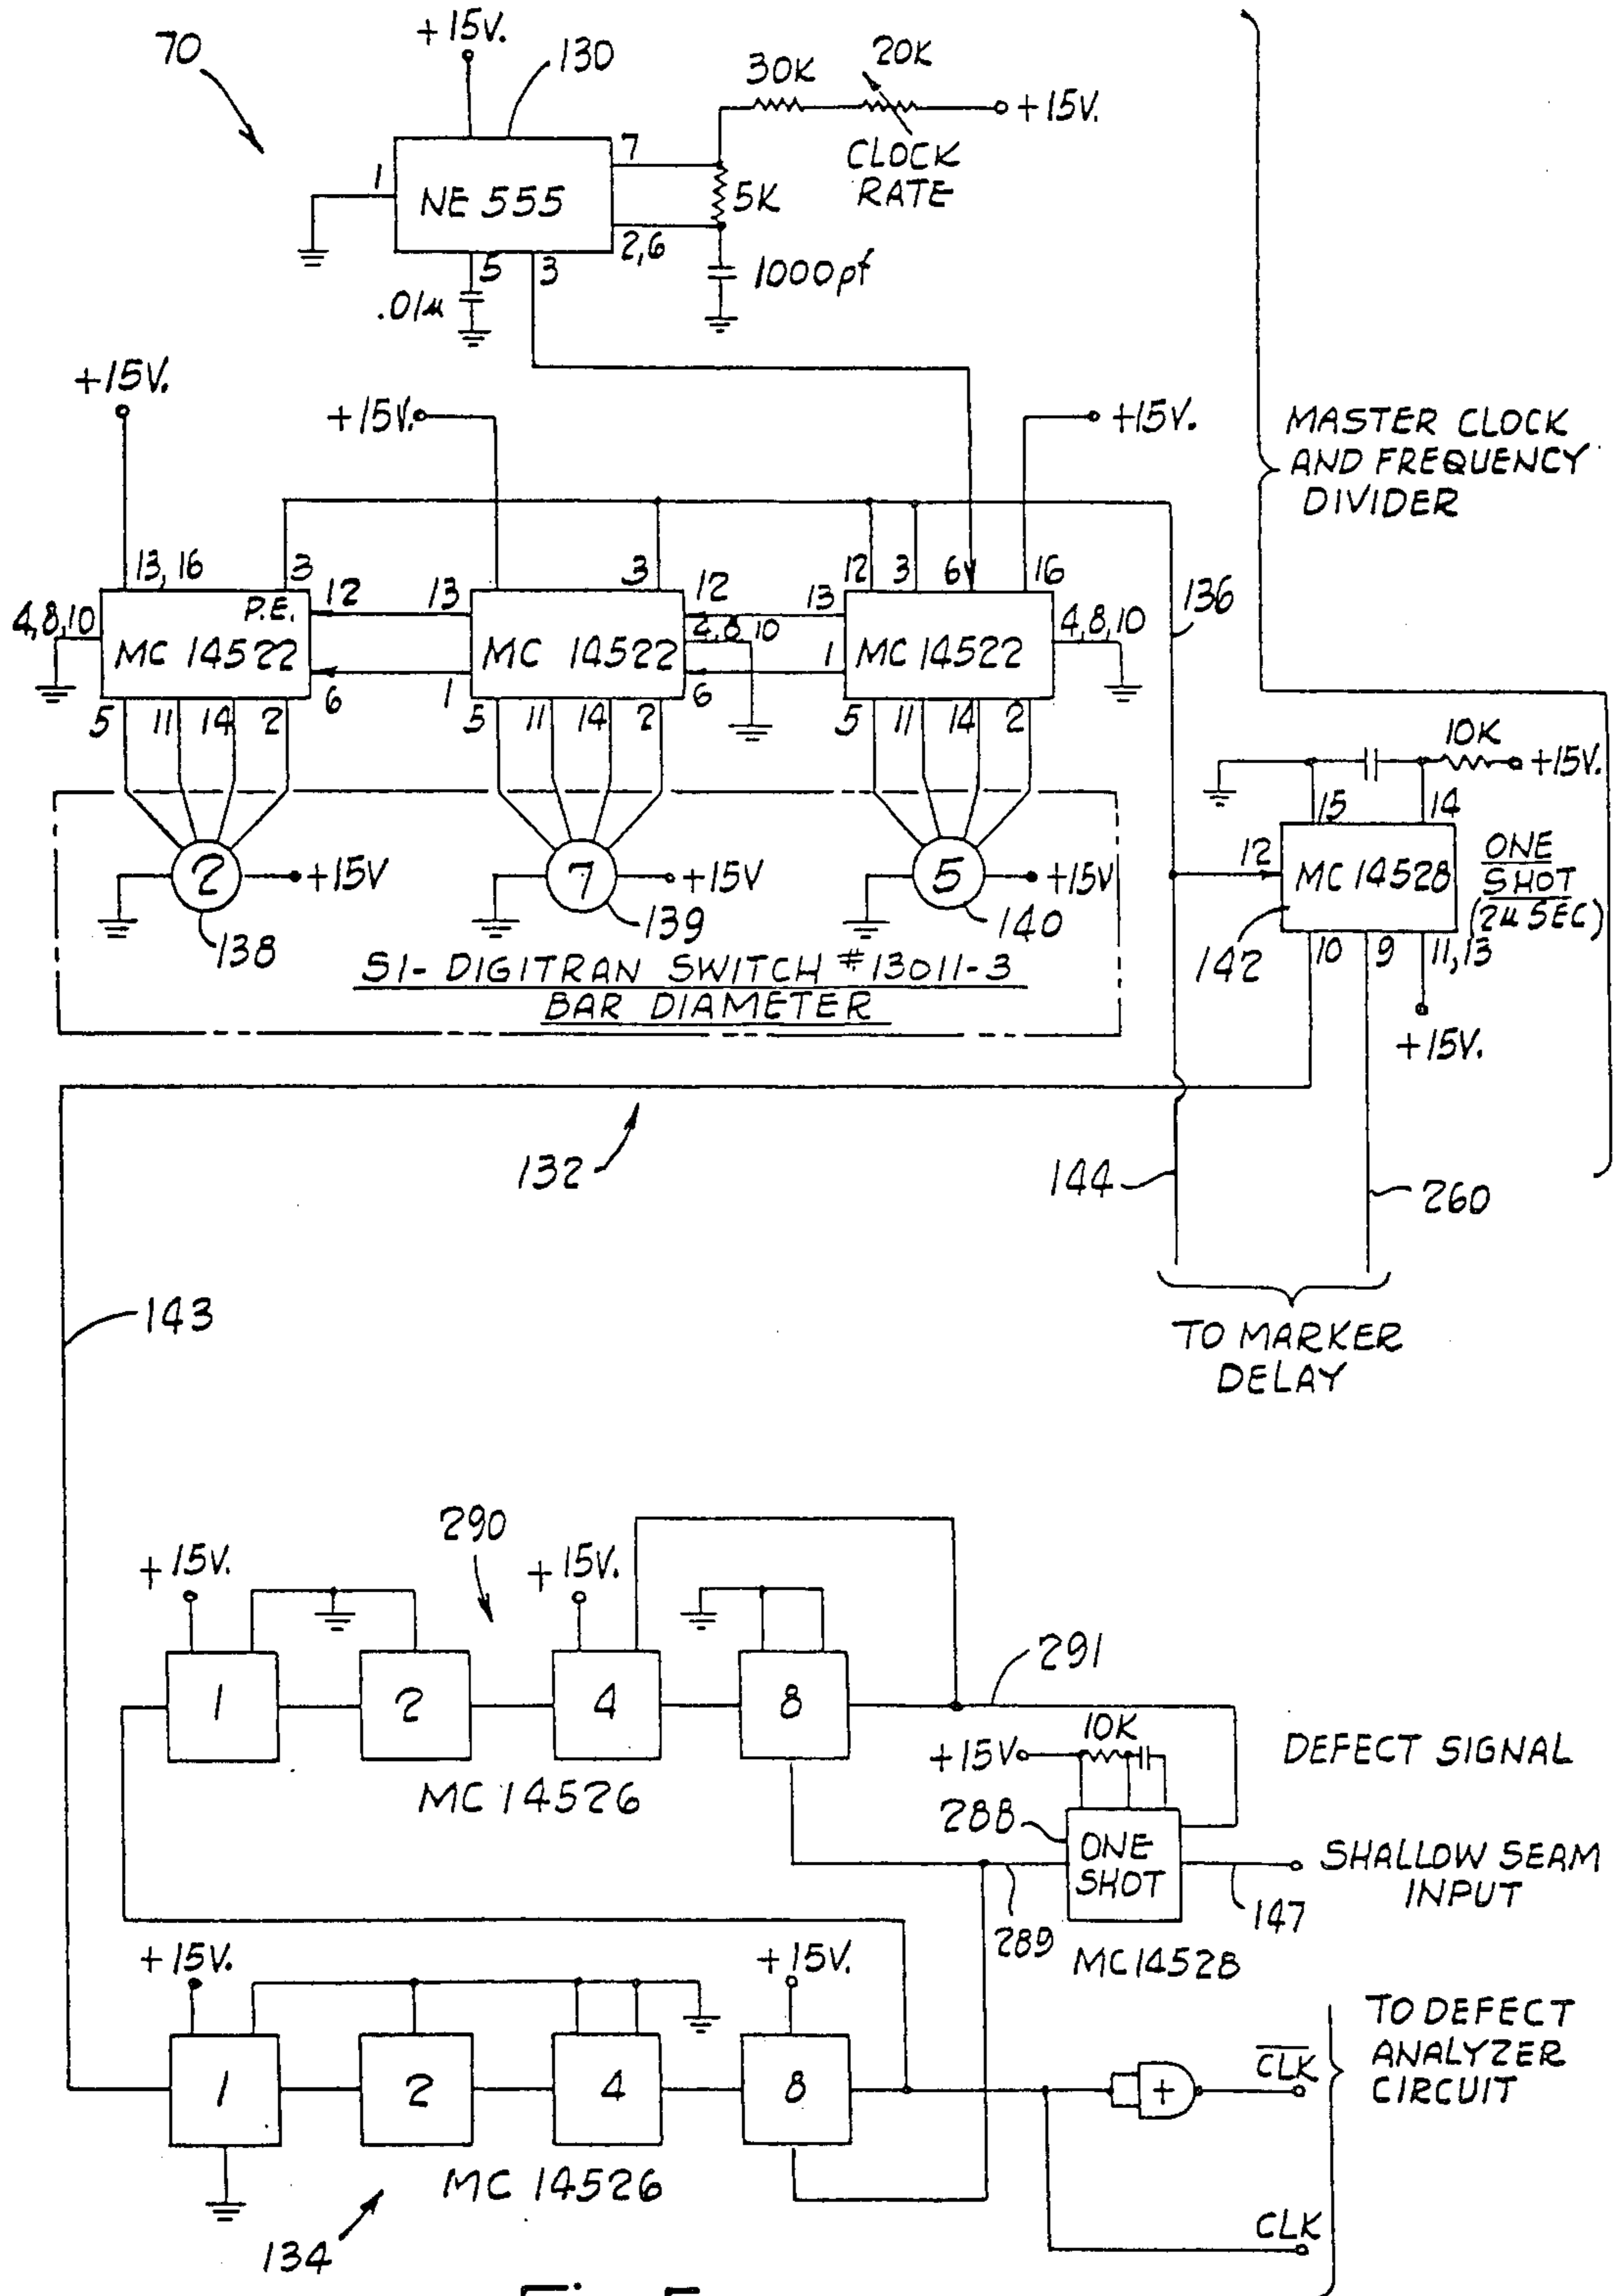 70
+15V.
130
30K
20K
+15V.
CLOCK
RATE
7
1
NE 555
5K
2,6
5
3
1000pf
.01µ
+15V.
+15V.
+15V.
MASTER CLOCK
AND FREQUENCY
DIVIDER
13,16
3
3
12
3
6
16
P.E.
12
13
12
13
136
4,8,10
MC 14522
MC 14522
4,8,10
MC 14522
4,8,10
6
1
6
1
5
11
14
2
5
11
14
2
5
11
14
2
10K
+15V.
15
14
2
+15V
7
+15V
5
+15V
12
MC 14528
ONE
SHOT
(2µSEC)
138
139
140
142
10
9
11,13
S1- DIGITRAN SWITCH #13011-3
BAR DIAMETER
+15V.
132
144
260
143
TO MARKER
DELAY
290
+15V.
+15V.
291
1
2
4
8
MC 14526
+15V
10K
DEFECT SIGNAL
288
ONE
SHOT
SHALLOW SEAM
INPUT
289
147
MC14528
+15V.
+15V.
1
2
4
8
+
CLK
TO DEFECT
ANALYZER
CIRCUIT
MC 14526
134
CLK